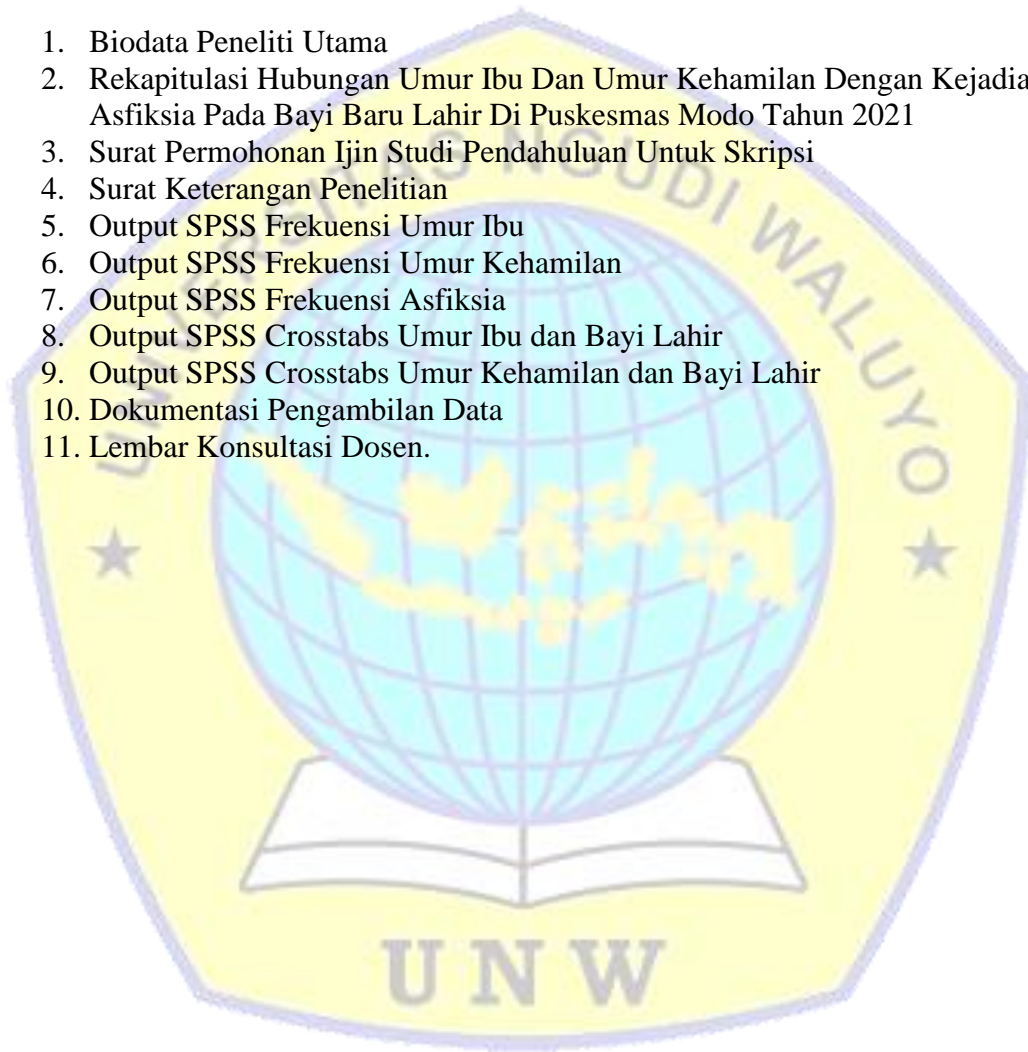 1. Biodata Peneliti Utama
2. Rekapitulasi Hubungan Umur Ibu Dan Umur Kehamilan Dengan Kejadia
Asfiksia Pada Bayi Baru Lahir Di Puskesmas Modo Tahun 2021
3. Surat Permohonan Ijin Studi Pendahuluan Untuk Skripsi
4. Surat Keterangan Penelitian
5. Output SPSS Frekuensi Umur Ibu
6. Output SPSS Frekuensi Umur Kehamilan
7. Output SPSS Frekuensi Asfiksia
8. Output SPSS Crosstabs Umur Ibu dan Bayi Lahir
9. Output SPSS Crosstabs Umur Kehamilan dan Bayi Lahir
10. Dokumentasi Pengambilan Data
11. Lembar Konsultasi Dosen.
UNIVERSITAS NGUDI WALUYO
UNW